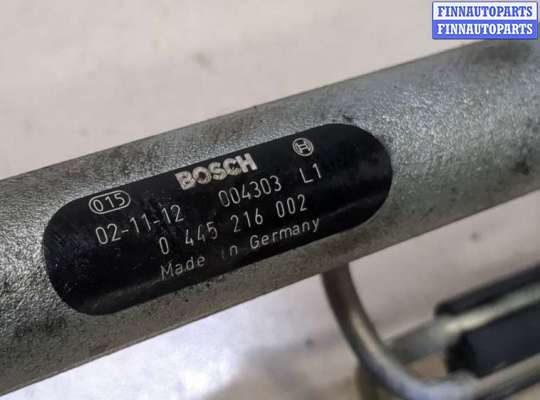 FINNAUTOPARTS
FINNAUTOPARTS
BOSCH
015
02-11-12 004303 L1
0 445 216 002
Made in Germany